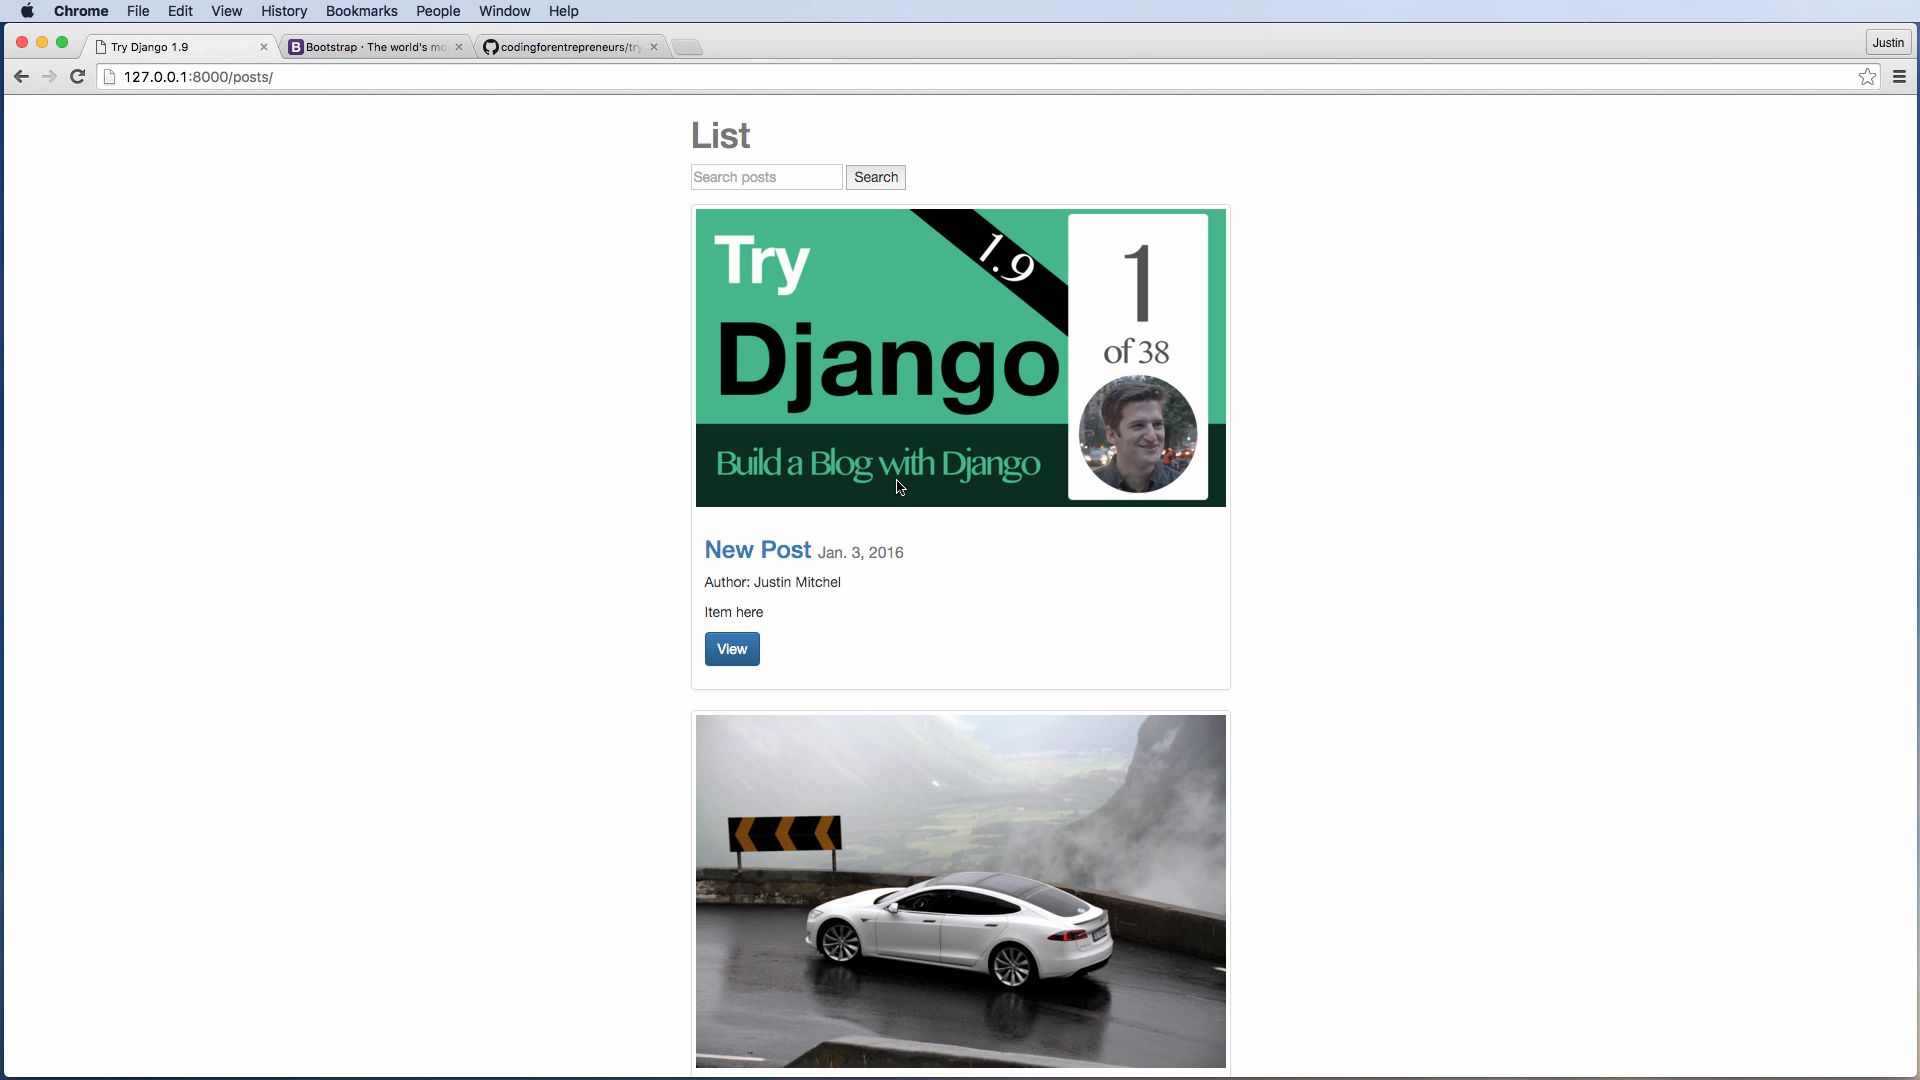 Chrome File Edit View History Bookmarks People Window Help
Try Django 1.9
B Bootstrap · The world's mo
codingforentrepreneurs/try
Justin
127.0.0.1:8000/posts/
List
Search posts
Search
Try
1.9
Django
Build a Blog with Django
1
of 38
New Post Jan. 3, 2016
Author: Justin Mitchel
Item here
View